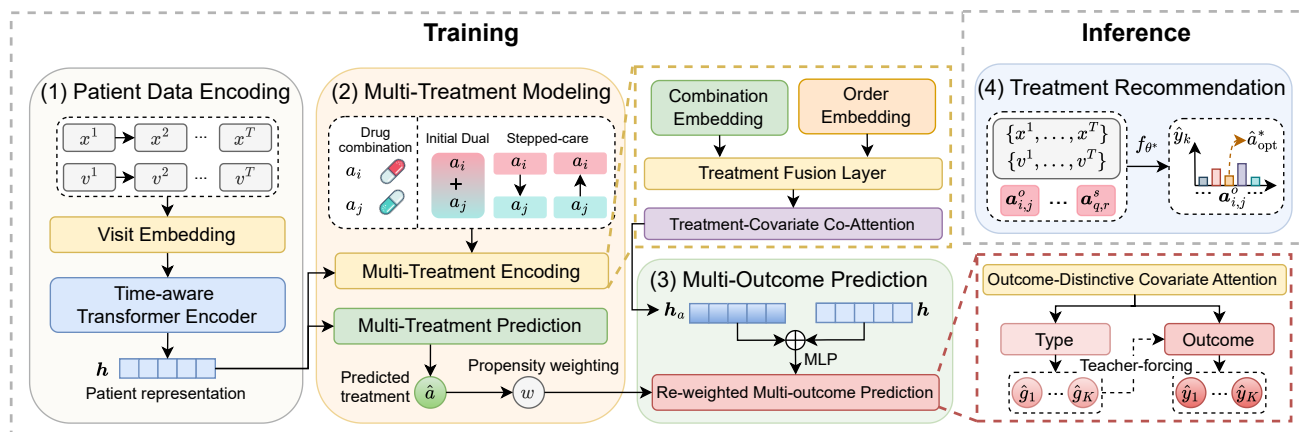 Training
Inference
(1) Patient Data Encoding
x^1 x^2 ... x^T
v^1 v^2 ... v^T
Visit Embedding
Time-aware
Transformer Encoder
h
Patient representation
(2) Multi-Treatment Modeling
Drug
combination
a_i
a_j
Initial Dual
a_i
+
a_j
Stepped-care
a_i a_i
a_j a_j
Multi-Treatment Encoding
Multi-Treatment Prediction
Predicted
treatment
â
Propensity weighting
w
Combination
Embedding
Order
Embedding
Treatment Fusion Layer
Treatment-Covariate Co-Attention
(3) Multi-Outcome Prediction
h_a
h
MLP
Re-weighted Multi-outcome Prediction
(4) Treatment Recommendation
{x^1, . . . , x^T}
{v^1, . . . , v^T}
a^o_{i,j} ... a^s_{q,r}
f_{θ*}
ŷ_k
â*_{opt}
...... a^o_{i,j} ......
Outcome-Distinctive Covariate Attention
Type
Outcome
Teacher-forcing
ĝ_1 ... ĝ_K
ŷ_1 ... ŷ_K